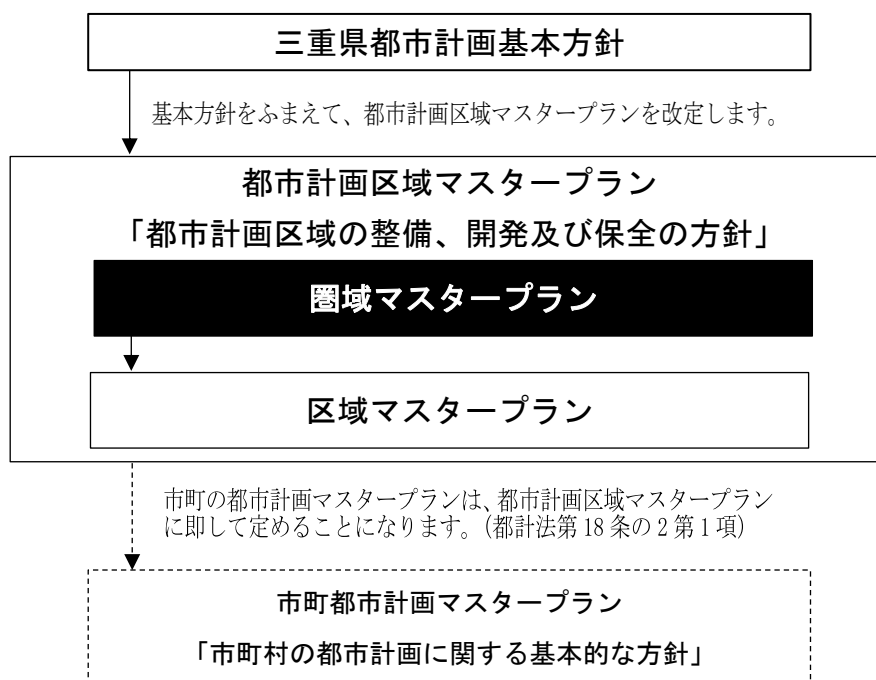 三重県都市計画基本方針
基本方針をふまえて、都市計画区域マスタープランを改定します。
都市計画区域マスタープラン
「都市計画区域の整備、開発及び保全の方針」
圏域マスタープラン
区域マスタープラン
市町の都市計画マスタープランは、都市計画区域マスタープラン
に即して定めることになります。（都計法第 18 条の 2 第 1 項）
市町都市計画マスタープラン
「市町村の都市計画に関する基本的な方針」